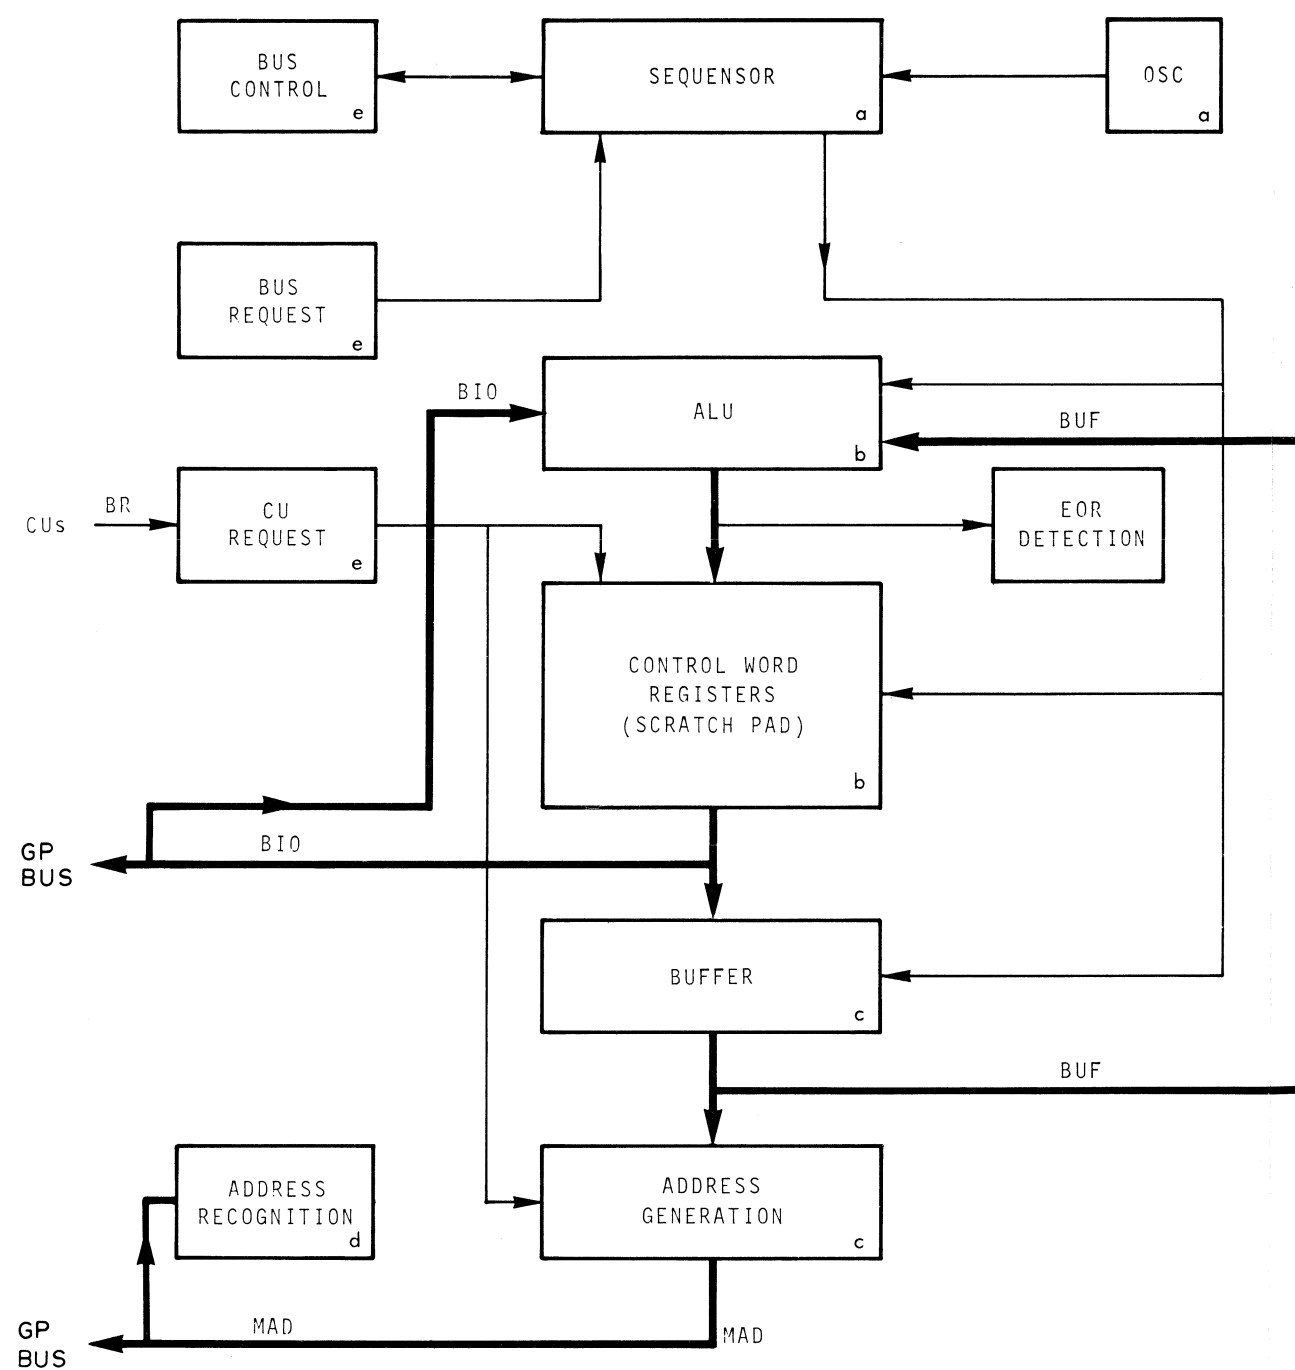 BUS
CONTROL
e
SEQUENSOR
a
OSC
a
BUS
REQUEST
e
BIO
ALU
b
BUF
CUs
BR
CU
REQUEST
e
EOR
DETECTION
CONTROL WORD
REGISTERS
(SCRATCH PAD)
b
GP
BUS
BIO
BUFFER
c
BUF
ADDRESS
RECOGNITION
d
ADDRESS
GENERATION
c
GP
BUS
MAD
MAD